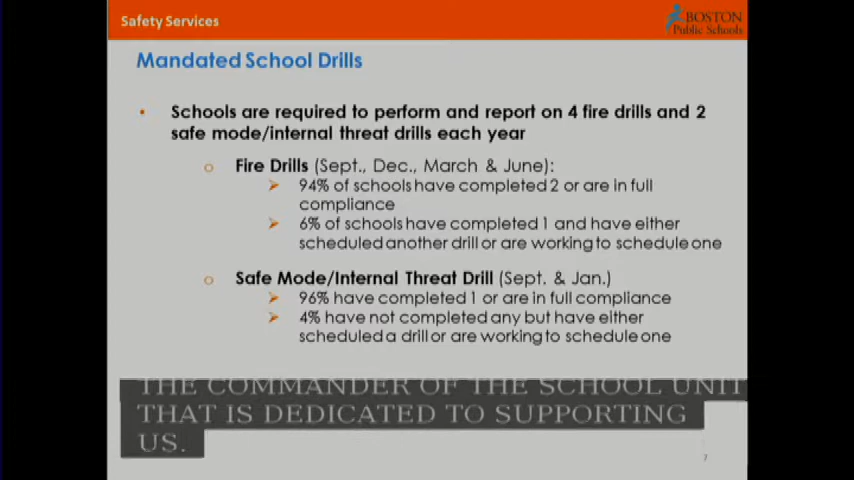 Safety Services
BOSTON
Public Schools
Mandated School Drills
• Schools are required to perform and report on 4 fire drills and 2
safe mode/internal threat drills each year
o Fire Drills (Sept., Dec., March & June):
➢ 94% of schools have completed 2 or are in full
compliance
➢ 6% of schools have completed 1 and have either
scheduled another drill or are working to schedule one
o Safe Mode/Internal Threat Drill (Sept. & Jan.)
➢ 96% have completed 1 or are in full compliance
➢ 4% have not completed any but have either
scheduled a drill or are working to schedule one
THE COMMANDER OF THE SCHOOL UNIT
THAT IS DEDICATED TO SUPPORTING
US.
7